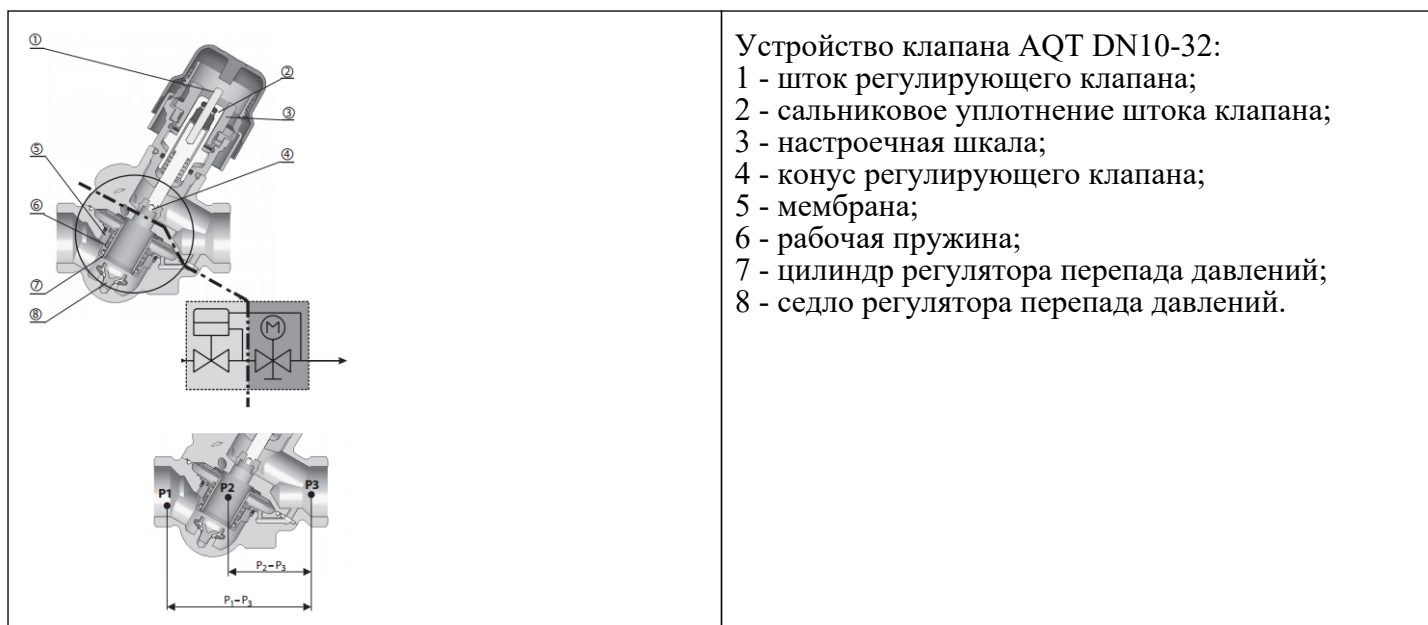 ①
②
③
④
⑤
⑥
⑦
⑧
M
P1
P2
P3
P₂–P₃
P₁–P₃
Устройство клапана AQT DN10-32:
1 - шток регулирующего клапана;
2 - сальниковое уплотнение штока клапана;
3 - настроечная шкала;
4 - конус регулирующего клапана;
5 - мембрана;
6 - рабочая пружина;
7 - цилиндр регулятора перепада давлений;
8 - седло регулятора перепада давлений.